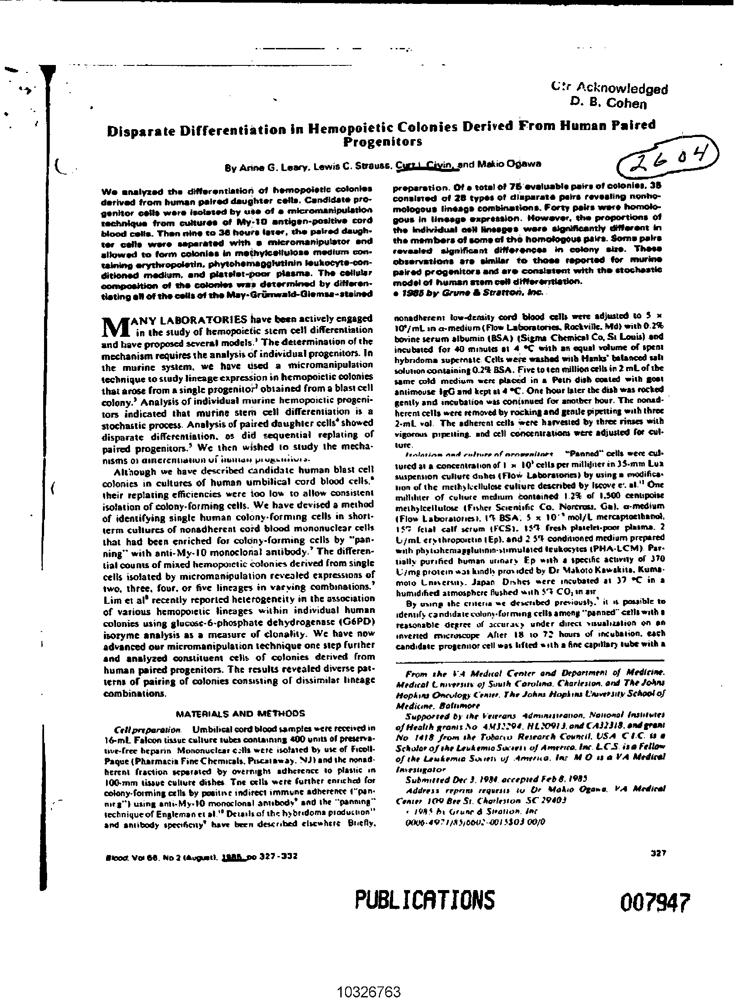 Ctr Acknowledged
D. B. Cohen
Disparate Differentiation in Hemopoietic Colonies Derived From Human Paired
Progenitors
2604
By Anne G. Leary, Lewis C. Strauss, Curt I. Civin, and Makio Ogawa
We analyzed the differentiation of hemopoietic colonies
derived from human paired daughter cells. Candidate pro-
genitor cells were isolated by use of a micromanipulation
technique from cultures of My-10 antigen-positive cord
blood cells. Then nine to 36 hours later, the paired daugh-
ter cells were separated with a micromanipulator and
allowed to form colonies in methylcellulose medium con-
taining erythropoietin, phytohemagglutinin leukocyte-con-
ditioned medium, and platelet-poor plasma. The cellular
composition of the colonies was determined by differen-
tiating all of the cells of the May-Grünwald-Giemsa-stained
preparation. Of a total of 75 evaluable pairs of colonies, 35
consisted of 28 types of disparate pairs revealing nonho-
mologous lineage combinations. Forty pairs were homolo-
gous in lineage expression. However, the proportions of
the individual cell lineages were significantly different in
the members of some of the homologous pairs. Some pairs
revealed significant differences in colony size. These
observations are similar to those reported for murine
paired progenitors and are consistent with the stochastic
model of human stem cell differentiation.
© 1985 by Grune & Stratton, Inc.
MANY LABORATORIES have been actively engaged
in the study of hemopoietic stem cell differentiation
and have proposed several models.¹ The determination of the
mechanism requires the analysis of individual progenitors. In
the murine system, we have used a micromanipulation
technique to study lineage expression in hemopoietic colonies
that arose from a single progenitor² obtained from a blast cell
colony.³ Analysis of individual murine hemopoietic progeni-
tors indicated that murine stem cell differentiation is a
stochastic process. Analysis of paired daughter cells⁴ showed
disparate differentiation, as did sequential replating of
paired progenitors.⁵ We then wished to study the mecha-
nisms of differentiation of human progenitors.
Although we have described candidate human blast cell
colonies in cultures of human umbilical cord blood cells,⁶
their replating efficiencies were too low to allow consistent
isolation of colony-forming cells. We have devised a method
of identifying single human colony-forming cells in short-
term cultures of nonadherent cord blood mononuclear cells
that had been enriched for colony-forming cells by "pan-
ning" with anti-My-10 monoclonal antibody.⁷ The differen-
tial counts of mixed hemopoietic colonies derived from single
cells isolated by micromanipulation revealed expressions of
two, three, four, or five lineages in varying combinations.⁷
Lim et al⁸ recently reported heterogeneity in the association
of various hemopoietic lineages within individual human
colonies using glucose-6-phosphate dehydrogenase (G6PD)
isozyme analysis as a measure of clonality. We have now
advanced our micromanipulation technique one step further
and analyzed constituent cells of colonies derived from
human paired progenitors. The results revealed diverse pat-
terns of pairing of colonies consisting of dissimilar lineage
combinations.
MATERIALS AND METHODS
Cell preparation. Umbilical cord blood samples were received in
16-mL Falcon tissue culture tubes containing 400 units of preserva-
tive-free heparin. Mononuclear cells were isolated by use of Ficoll-
Paque (Pharmacia Fine Chemicals, Piscataway, NJ) and the nonad-
herent fraction separated by overnight adherence to plastic in
100-mm tissue culture dishes. The cells were further enriched for
colony-forming cells by positive indirect immune adherence ("pan-
ning") using anti-My-10 monoclonal antibody⁹ and the "panning"
technique of Engleman et al.¹⁰ Details of the hybridoma production¹¹
and antibody specificity⁹ have been described elsewhere. Briefly,
nonadherent low-density cord blood cells were adjusted to 5 ×
10⁷/mL in α-medium (Flow Laboratories, Rockville, Md) with 0.2%
bovine serum albumin (BSA) (Sigma Chemical Co, St Louis) and
incubated for 40 minutes at 4 °C with an equal volume of spent
hybridoma supernate. Cells were washed with Hanks' balanced salt
solution containing 0.2% BSA. Five to ten million cells in 2 mL of the
same cold medium were placed in a Petri dish coated with goat
antimouse IgG and kept at 4 °C. One hour later the dish was rocked
gently and incubation was continued for another hour. The nonad-
herent cells were removed by rocking and gentle pipetting with three
2-mL vol. The adherent cells were harvested by three rinses with
vigorous pipetting, and cell concentrations were adjusted for cul-
ture.
Isolation and culture of progenitors. "Panned" cells were cul-
tured at a concentration of 1 × 10³ cells per milliliter in 35-mm Lux
suspension culture dishes (Flow Laboratories) by using a modifica-
tion of the methylcellulose culture described by Iscove et al.¹² One
milliliter of culture medium contained 1.2% of 1,500 centipoise
methylcellulose (Fisher Scientific Co, Norcross, Ga), α-medium
(Flow Laboratories), 1% BSA, 5 × 10⁻⁵ mol/L mercaptoethanol,
15% fetal calf serum (FCS), 15% fresh platelet-poor plasma, 2
U/mL erythropoietin (Ep), and 2.5% conditioned medium prepared
with phytohemagglutinin-stimulated leukocytes (PHA-LCM). Par-
tially purified human urinary Ep with a specific activity of 370
U/mg protein was kindly provided by Dr Makoto Kawakita, Kuma-
moto University, Japan. Dishes were incubated at 37 °C in a
humidified atmosphere flushed with 5% CO₂ in air.
By using the criteria we described previously,⁷ it is possible to
identify candidate colony-forming cells among "panned" cells with a
reasonable degree of accuracy under direct visualization on an
inverted microscope. After 18 to 72 hours of incubation, each
candidate progenitor cell was lifted with a fine capillary tube with a
From the VA Medical Center and Department of Medicine,
Medical University of South Carolina, Charleston, and The Johns
Hopkins Oncology Center, The Johns Hopkins University School of
Medicine, Baltimore
Supported by the Veterans Administration, National Institutes
of Health grants No AM32294, HL20913, and CA32318, and grant
No 1418 from the Tobacco Research Council, USA. C.I.C. is a
Scholar of the Leukemia Society of America, Inc. L.C.S. is a Fellow
of the Leukemia Society of America, Inc. M.O. is a VA Medical
Investigator
Submitted Dec 3, 1984, accepted Feb 8, 1985
Address reprint requests to Dr Makio Ogawa, VA Medical
Center, 109 Bee St, Charleston, SC 29403
© 1985 by Grune & Stratton, Inc
0006-4971/85/6602-0015$03.00/0
Blood, Vol 66, No 2 (August), 1985, pp 327-332
327
PUBLICATIONS
007947
10326763